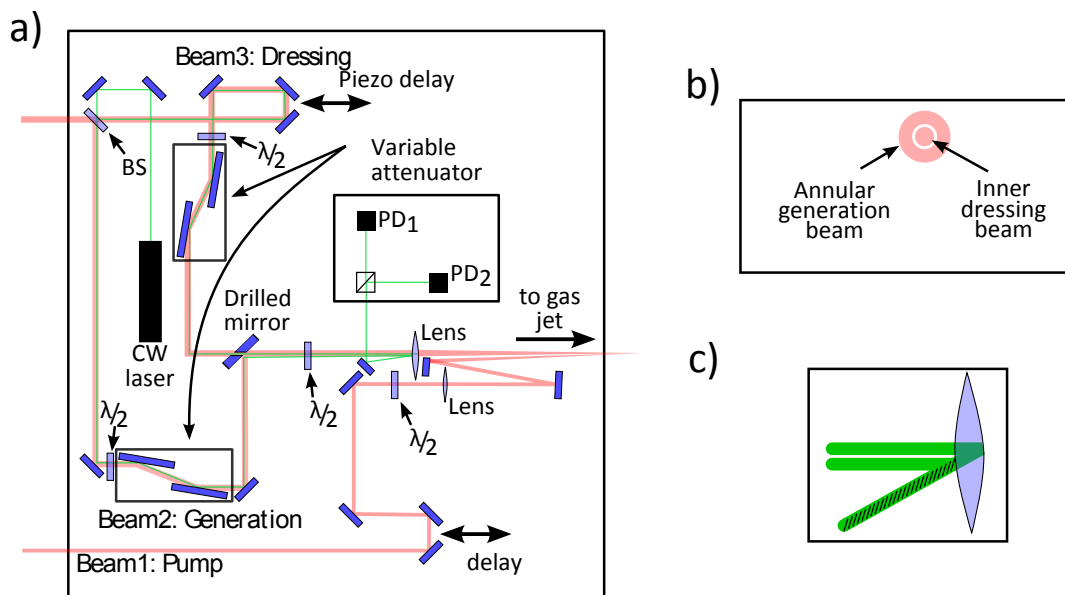 a)
Beam3: Dressing
Piezo delay
BS
λ/2
Variable
attenuator
PD1
PD2
CW
laser
Drilled
mirror
Lens
to gas
jet
λ/2
Lens
λ/2
λ/2
Beam2: Generation
Beam1: Pump
delay
b)
Annular
generation
beam
Inner
dressing
beam
c)